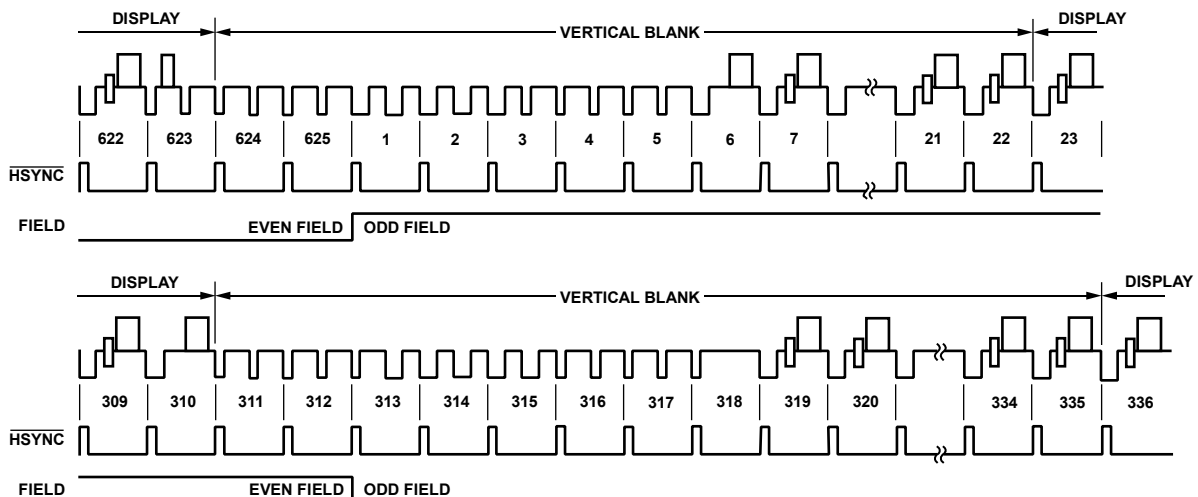 DISPLAY VERTICAL BLANK DISPLAY
622 623 624 625 1 2 3 4 5 6 7 21 22 23
HSYNC
FIELD EVEN FIELD ODD FIELD
DISPLAY VERTICAL BLANK DISPLAY
309 310 311 312 313 314 315 316 317 318 319 320 334 335 336
HSYNC
FIELD EVEN FIELD ODD FIELD